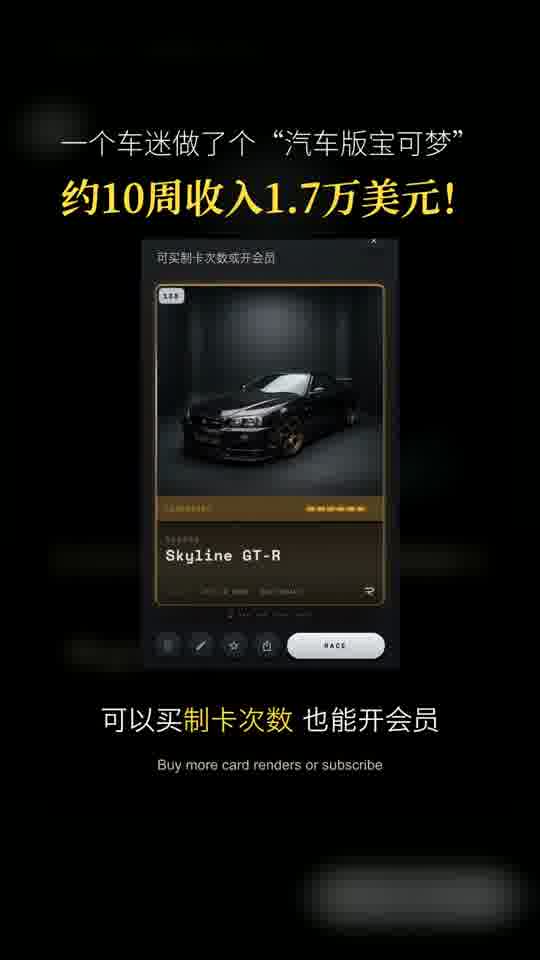 一个车迷做了个“汽车版宝可梦”
约10周收入1.7万美元！
可买制卡次数或开会员
Skyline GT-R
RACE
可以买制卡次数 也能开会员
Buy more card renders or subscribe